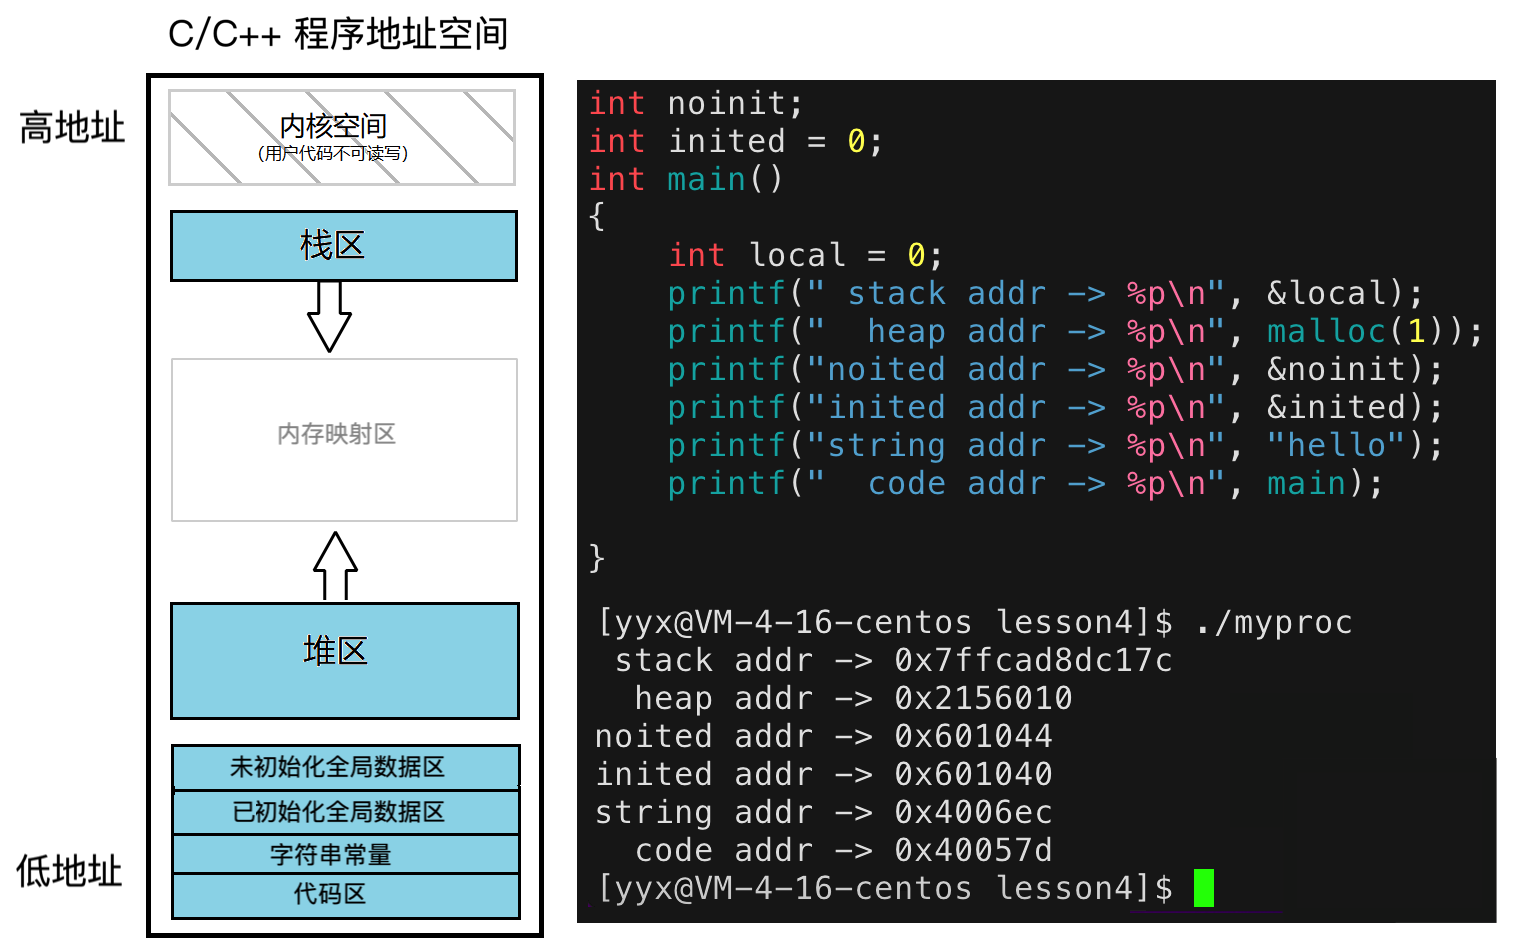 C/C++ 程序地址空间
高地址
内核空间
（用户代码不可读写）
栈区
内存映射区
堆区
未初始化全局数据区
已初始化全局数据区
字符串常量
代码区
低地址
int noinit;
int inited = 0;
int main()
{
    int local = 0;
    printf(" stack addr -> %p\n", &local);
    printf("  heap addr -> %p\n", malloc(1));
    printf("noited addr -> %p\n", &noinit);
    printf("inited addr -> %p\n", &inited);
    printf("string addr -> %p\n", "hello");
    printf("  code addr -> %p\n", main);
}
[yyx@VM-4-16-centos lesson4]$ ./myproc
 stack addr -> 0x7ffcad8dc17c
  heap addr -> 0x2156010
noited addr -> 0x601044
inited addr -> 0x601040
string addr -> 0x4006ec
  code addr -> 0x40057d
[yyx@VM-4-16-centos lesson4]$